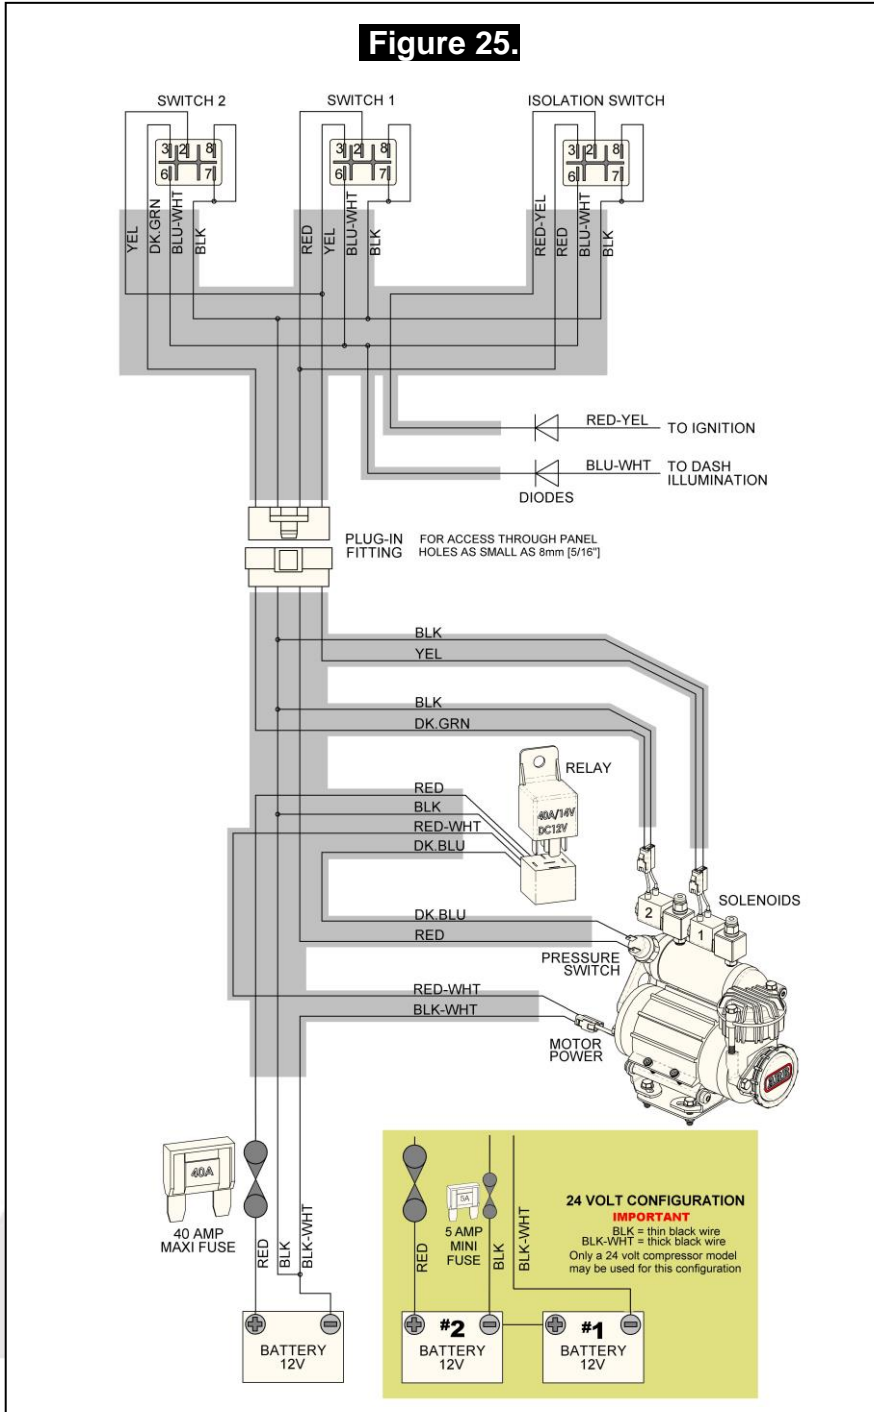 Figure 25.
SWITCH 2
SWITCH 1
ISOLATION SWITCH
3 2 8
6 7
3 2 8
6 7
3 2 8
6 7
YEL
DK.GRN
BLU-WHT
BLK
RED
YEL
BLU-WHT
BLK
RED-YEL
RED
BLU-WHT
BLK
RED-YEL
TO IGNITION
BLU-WHT
TO DASH
ILLUMINATION
DIODES
PLUG-IN
FITTING
FOR ACCESS THROUGH PANEL
HOLES AS SMALL AS 8mm [5/16"]
BLK
YEL
BLK
DK.GRN
RELAY
40A/14V
DC12V
RED
BLK
RED-WHT
DK.BLU
SOLENOIDS
2
1
DK.BLU
RED
PRESSURE
SWITCH
RED-WHT
BLK-WHT
MOTOR
POWER
ARB
40A
40 AMP
MAXI FUSE
RED
BLK
BLK-WHT
BATTERY
12V
5A
5 AMP
MINI
FUSE
RED
BLK
BLK-WHT
24 VOLT CONFIGURATION
IMPORTANT
BLK = thin black wire
BLK-WHT = thick black wire
Only a 24 volt compressor model
may be used for this configuration
#2
BATTERY
12V
#1
BATTERY
12V